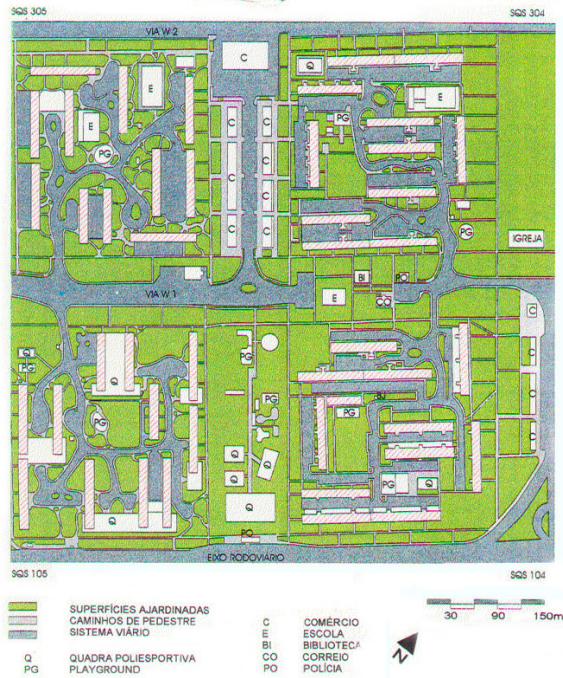 SQS 305
SQS 304
VIA W 2
C
Q
E
E
PG
E
C
C
C
C
C
C
C
PG
PG
IGREJA
BI
PO
E
CO
VIA W 1
C
C
C
C
Q
PG
PG
Q
PG
PG
PG
BI
Q
Q
Q
Q
PG
Q
Q
PO
EIXO RODOVIÁRIO
SQS 105
SQS 104
SUPERFÍCIES AJARDINADAS
CAMINHOS DE PEDESTRE
SISTEMA VIÁRIO
Q QUADRA POLIESPORTIVA
PG PLAYGROUND
C COMÉRCIO
E ESCOLA
BI BIBLIOTECA
CO CORREIO
PO POLÍCIA
30 90 150m
N